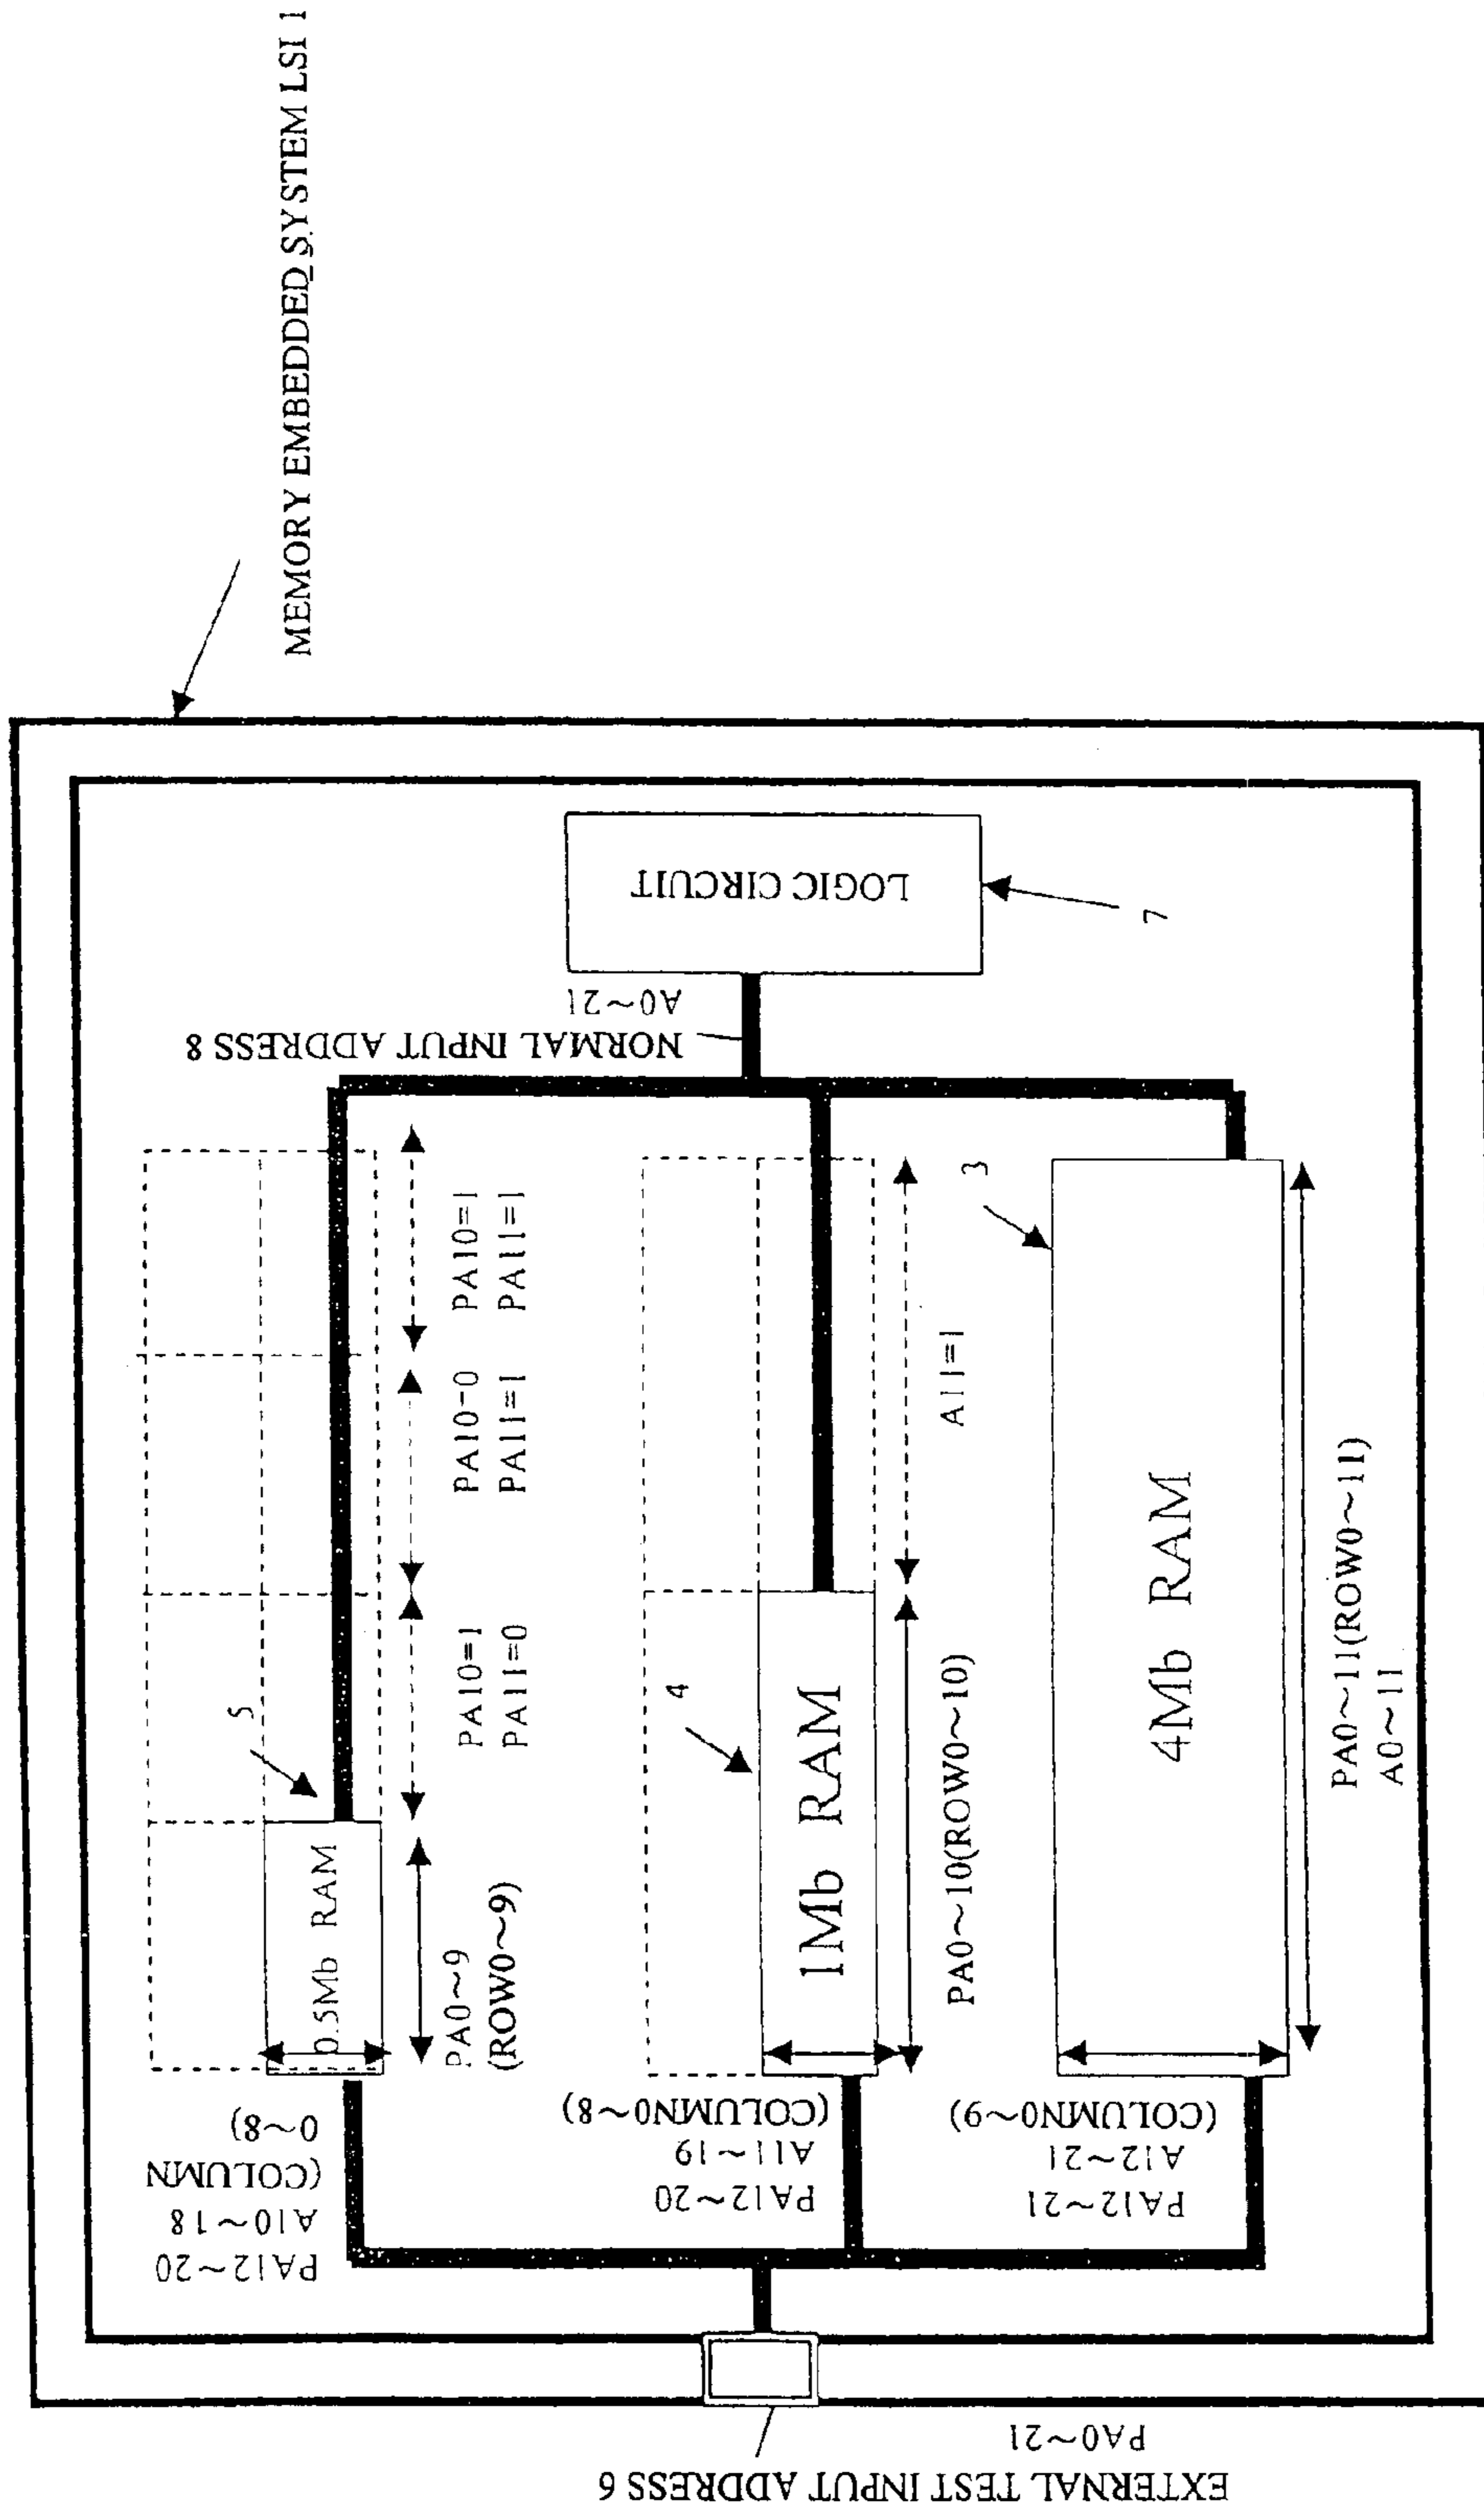 MEMORY EMBEDDED SYSTEM LSI 1
LOGIC CIRCUIT
7
A0~21
NORMAL INPUT ADDRESS 8
PA10=1
PA11=1
PA10=0
PA11=1
PA10=1
PA11=0
5
0.5Mb RAM
PA0~9
(ROW0~9)
PA12~20
A10~18
(COLUMN
0~8)
A11=1
4
1Mb RAM
PA0~10(ROW0~10)
PA12~20
A11~19
(COLUMN0~8)
3
4Mb RAM
PA0~11(ROW0~11)
A0~11
PA12~21
A12~21
(COLUMN0~9)
PA0~21
EXTERNAL TEST INPUT ADDRESS 6